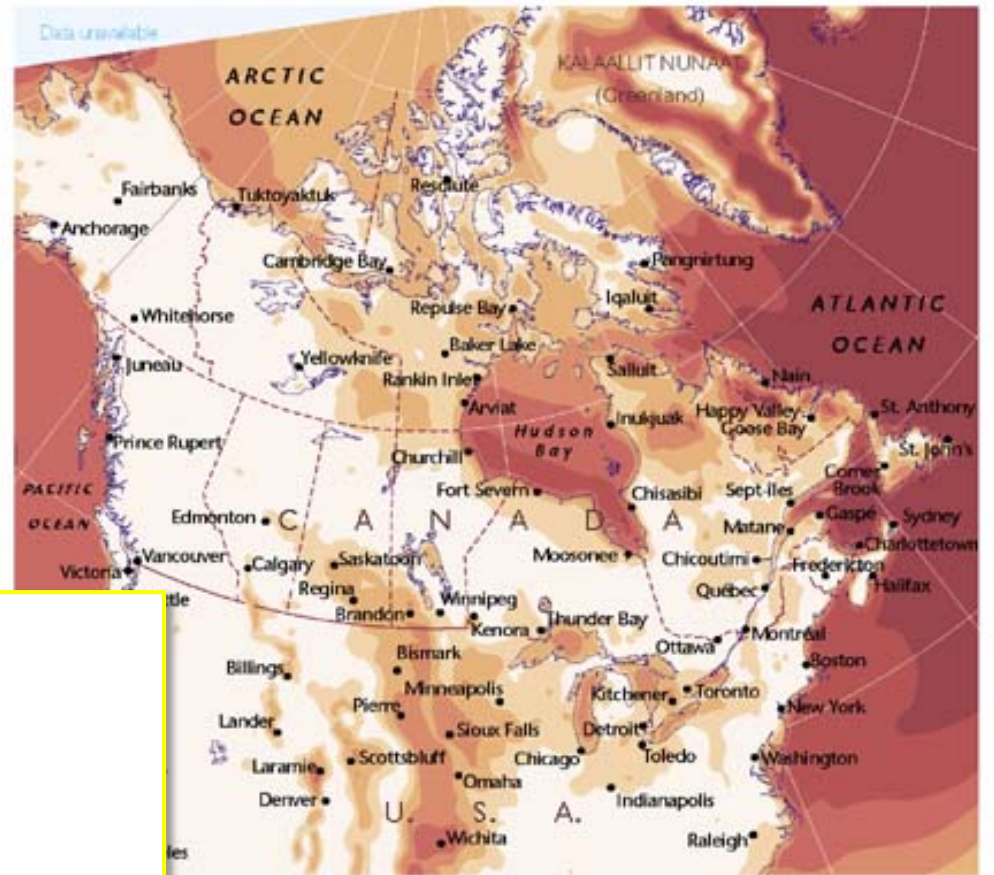 Data unavailable
ARCTIC
OCEAN
KALAALLIT NUNAAT
(Greenland)
Fairbanks
Tuktoyaktuk
Resolute
Anchorage
Cambridge Bay
Pangnirtung
Repulse Bay
Iqaluit
ATLANTIC
OCEAN
Whitehorse
Baker Lake
Juneau
Yellowknife
Rankin Inlet
Salluit
Nain
Arviat
Inukjuak
Happy Valley-
Goose Bay
St. Anthony
Prince Rupert
Hudson
Bay
Churchill
St. John's
Corner
Brook
PACIFIC
OCEAN
Fort Severn
Chisasibi
Sept-Iles
Edmonton
C A N A D A
Matane
Gaspé
Sydney
Vancouver
Victoria
Calgary
Saskatoon
Moosonee
Chicoutimi
Charlottetown
Fredericton
Halifax
Regina
Québec
ttle
Brandon
Winnipeg
Kenora
Thunder Bay
Ottawa
Montréal
Bismark
Boston
Billings
Minneapolis
Kitchener
Toronto
Pierre
New York
Lander
Sioux Falls
Detroit
Laramie
Scottsbluff
Chicago
Toledo
Washington
Omaha
Denver
Indianapolis
U. S. A.
Wichita
Raleigh
les